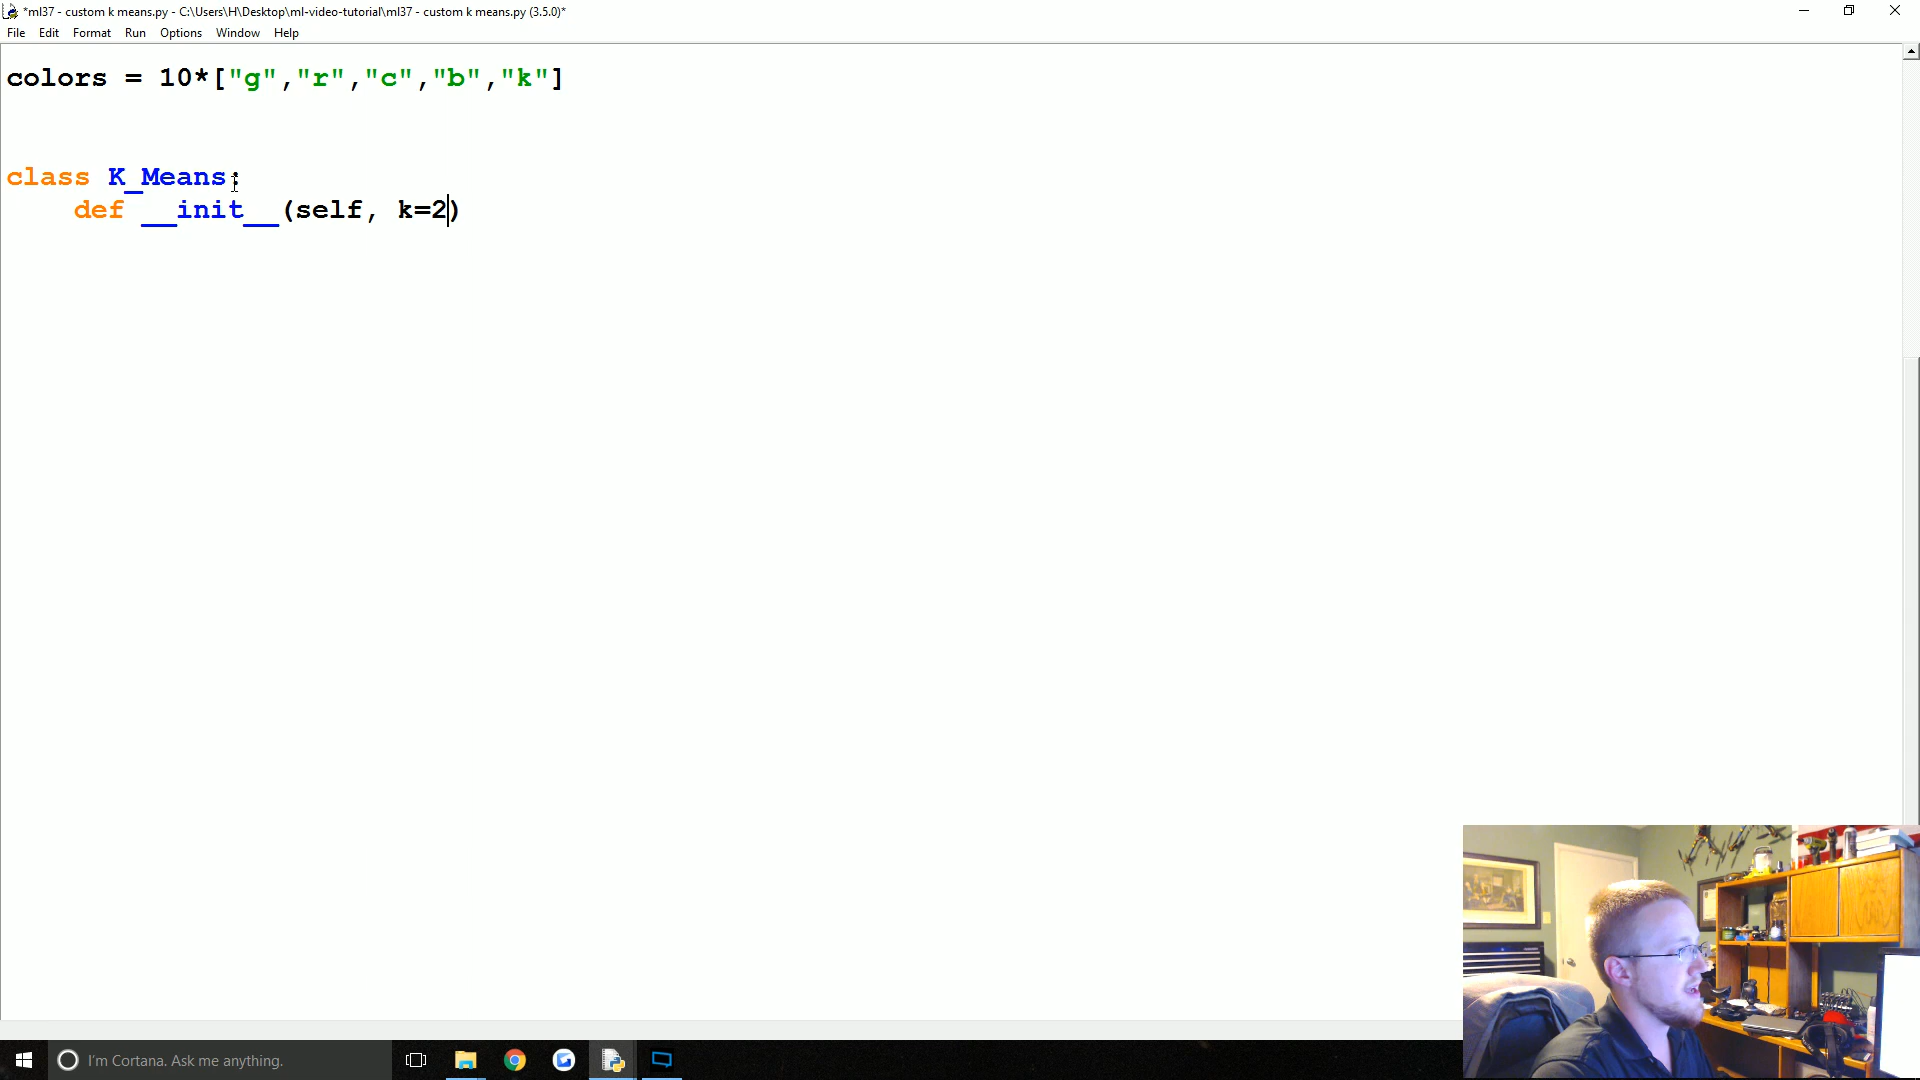 *ml37 - custom k means.py - C:\Users\H\Desktop\ml-video-tutorial\ml37 - custom k means.py (3.5.0)*
File Edit Format Run Options Window Help
colors = 10*["g","r","c","b","k"]
class K_Means:
def __init__(self, k=2)
I'm Cortana. Ask me anything.